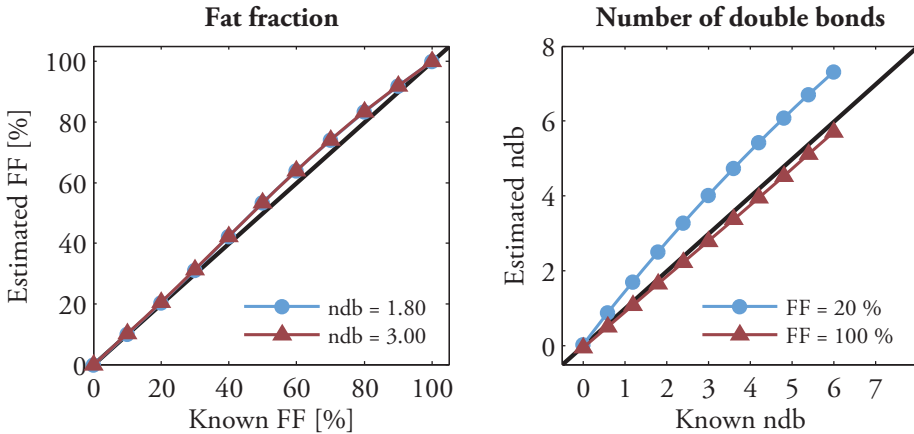 Fat fraction
Estimated FF [%]
100
80
60
40
20
0
0 20 40 60 80 100
Known FF [%]
ndb = 1.80
ndb = 3.00
Number of double bonds
Estimated ndb
8
6
4
2
0
0 1 2 3 4 5 6 7
Known ndb
FF = 20 %
FF = 100 %